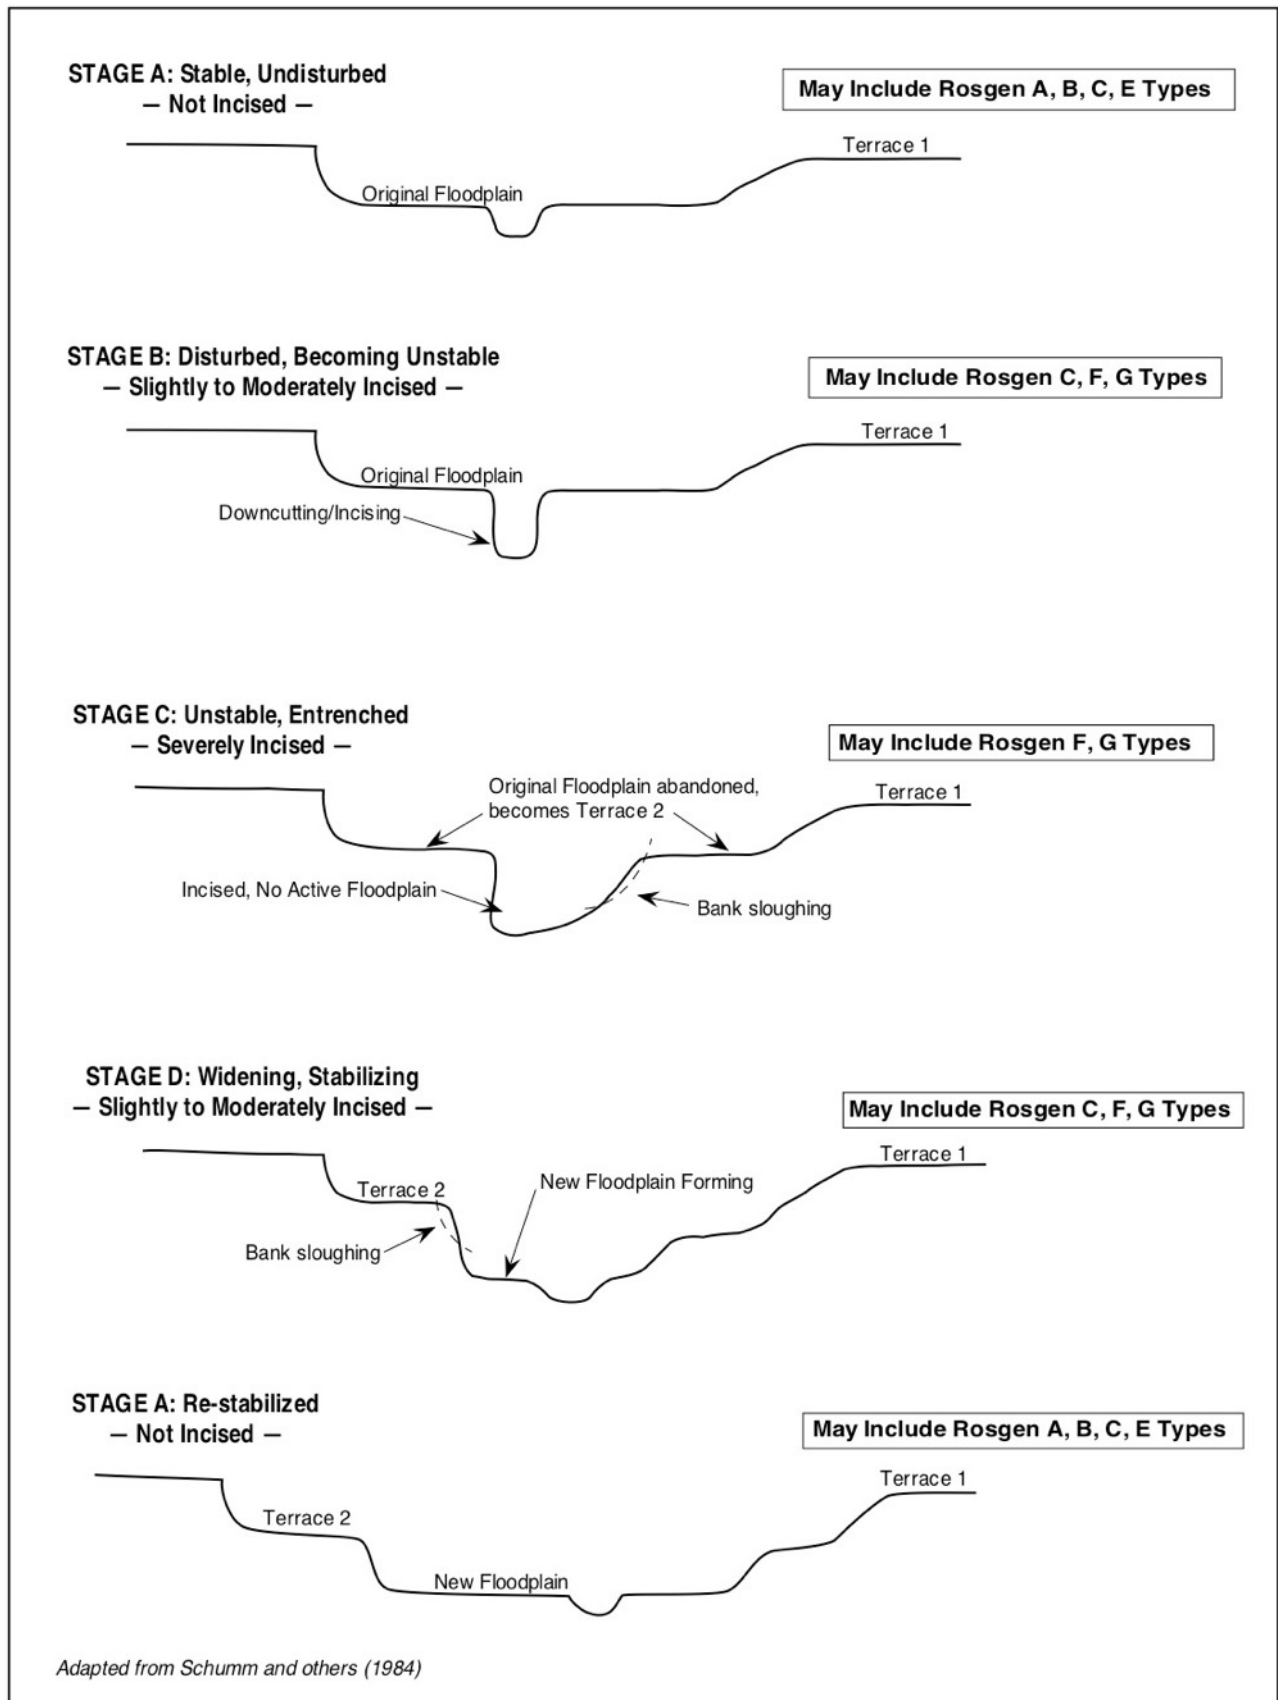 STAGE A: Stable, Undisturbed
— Not Incised —
May Include Rosgen A, B, C, E Types
Terrace 1
Original Floodplain
STAGE B: Disturbed, Becoming Unstable
— Slightly to Moderately Incised —
May Include Rosgen C, F, G Types
Terrace 1
Original Floodplain
Downcutting/Incising
STAGE C: Unstable, Entrenched
— Severely Incised —
May Include Rosgen F, G Types
Original Floodplain abandoned,
becomes Terrace 2
Terrace 1
Incised, No Active Floodplain
Bank sloughing
STAGE D: Widening, Stabilizing
— Slightly to Moderately Incised —
May Include Rosgen C, F, G Types
Terrace 1
Terrace 2
New Floodplain Forming
Bank sloughing
STAGE A: Re-stabilized
— Not Incised —
May Include Rosgen A, B, C, E Types
Terrace 1
Terrace 2
New Floodplain
Adapted from Schumm and others (1984)